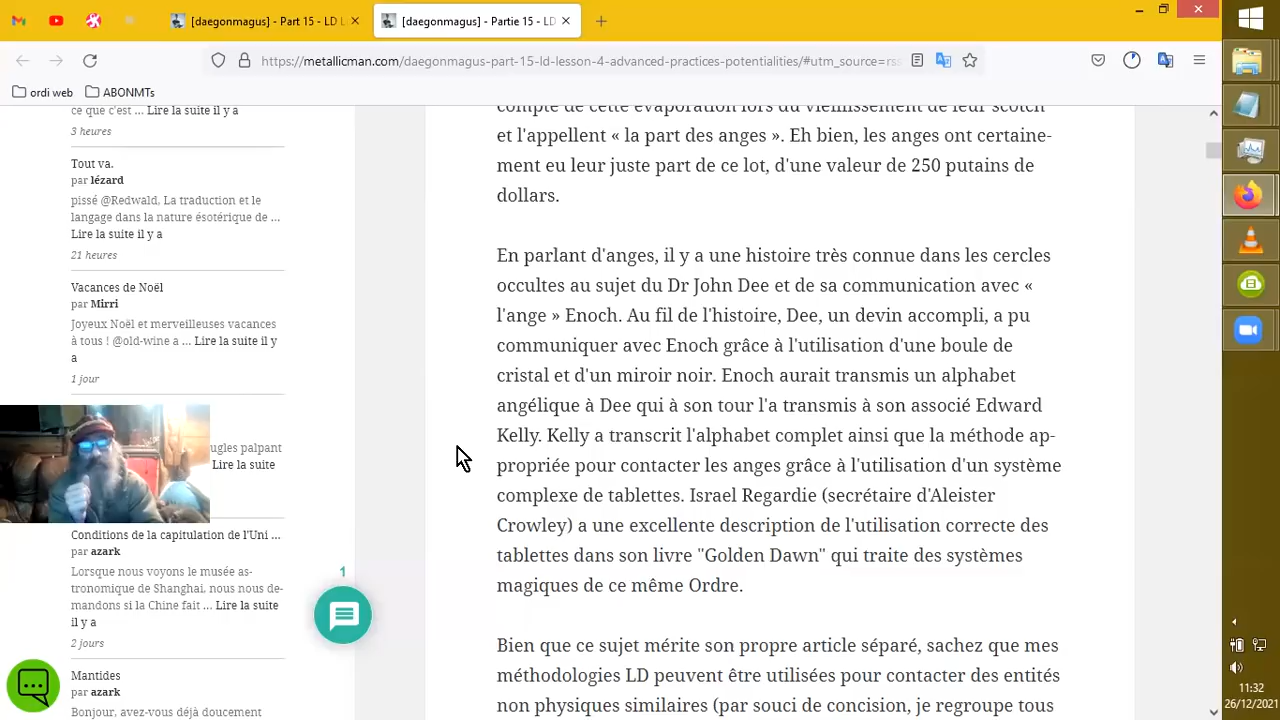 [daegonmagus] - Part 15 - LD L
[daegonmagus] - Partie 15 - LD
https://metallicman.com/daegonmagus-part-15
esson-4-advanced-practices-potentialities/#utm_source=rss
ordi web
ABONMTs
ce que c'est ... Lire la suite il y a
3 heures
Tout va.
par lézard
pissé @Redwald, La traduction et le
langage dans la nature ésotérique de ...
Lire la suite il y a
21 heures
Vacances de Noël
par Mirri
Joyeux Noël et merveilleuses vacances
à tous ! @old-wine a ... Lire la suite il y
a
1 jour
ugles palpant
Lire la suite
Conditions de la capitulation de l'Uni ...
par azark
Lorsque nous voyons le musée as-
tronomique de Shanghai, nous nous de-
mandons si la Chine fait ... Lire la suite
il y a
2 jours
Mantides
par azark
Bonjour, avez-vous déjà doucement
1
compte de cette évaporation lors du vieillissement de leur scotch
et l'appellent « la part des anges ». Eh bien, les anges ont certaine-
ment eu leur juste part de ce lot, d'une valeur de 250 putains de
dollars.
En parlant d'anges, il y a une histoire très connue dans les cercles
occultes au sujet du Dr John Dee et de sa communication avec «
l'ange » Enoch. Au fil de l'histoire, Dee, un devin accompli, a pu
communiquer avec Enoch grâce à l'utilisation d'une boule de
cristal et d'un miroir noir. Enoch aurait transmis un alphabet
angélique à Dee qui à son tour l'a transmis à son associé Edward
Kelly. Kelly a transcrit l'alphabet complet ainsi que la méthode ap-
propriée pour contacter les anges grâce à l'utilisation d'un système
complexe de tablettes. Israel Regardie (secrétaire d'Aleister
Crowley) a une excellente description de l'utilisation correcte des
tablettes dans son livre "Golden Dawn" qui traite des systèmes
magiques de ce même Ordre.
Bien que ce sujet mérite son propre article séparé, sachez que mes
méthodologies LD peuvent être utilisées pour contacter des entités
non physiques similaires (par souci de concision, je regroupe tous
11:32
26/12/2021